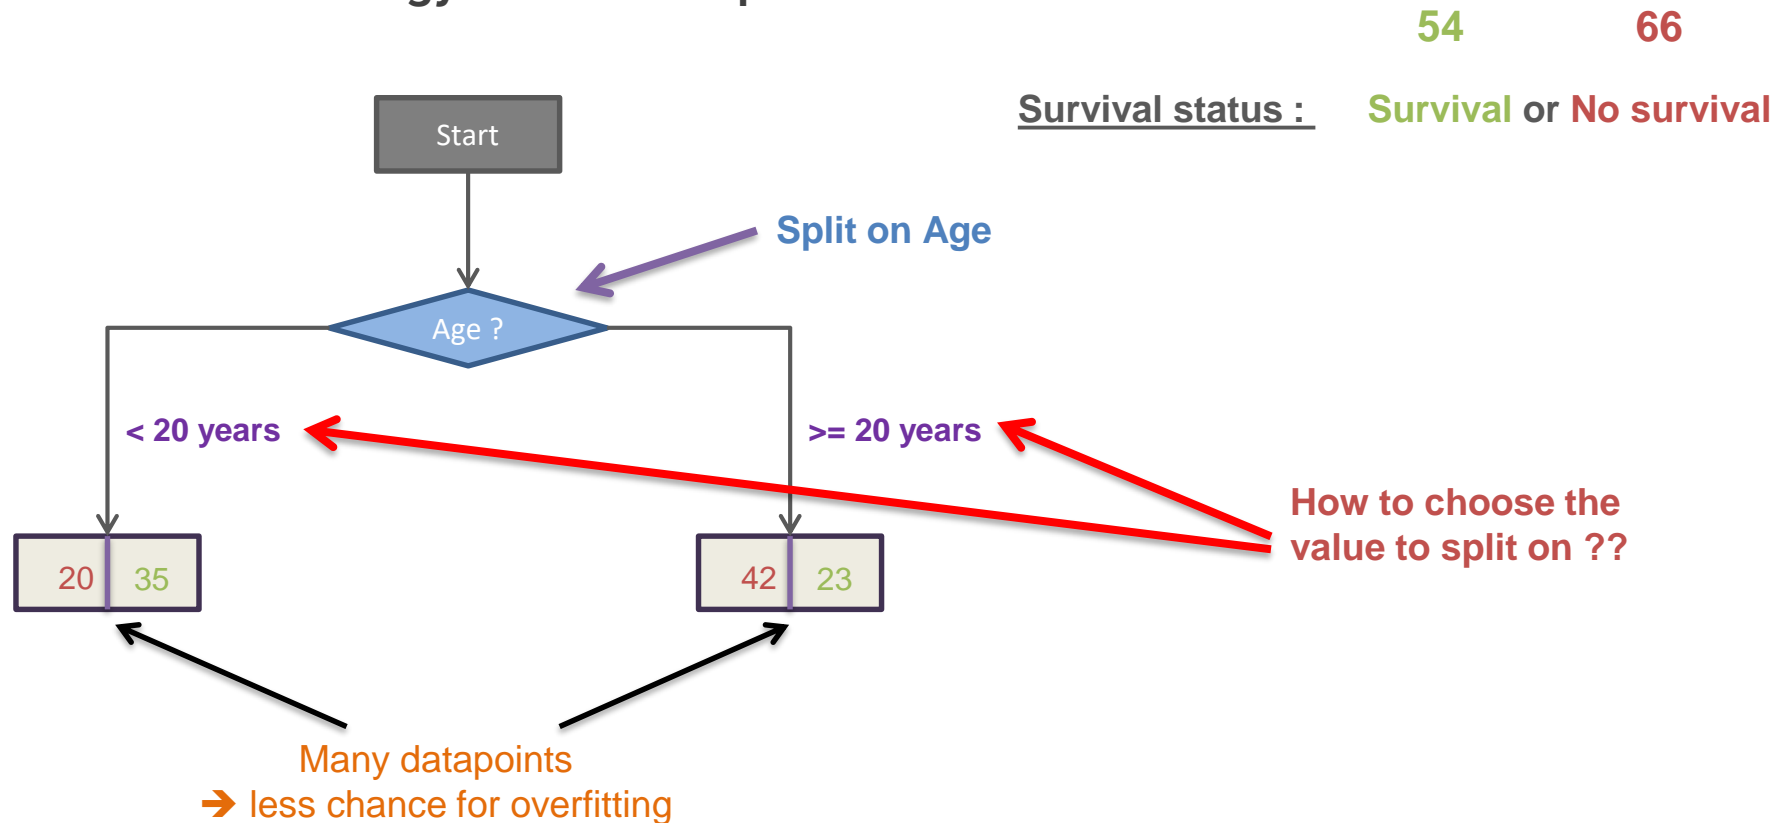 54 66
Survival status : Survival or No survival
Start
Split on Age
Age ?
< 20 years
>= 20 years
How to choose the
value to split on ??
20 35
42 23
Many datapoints
➔ less chance for overfitting